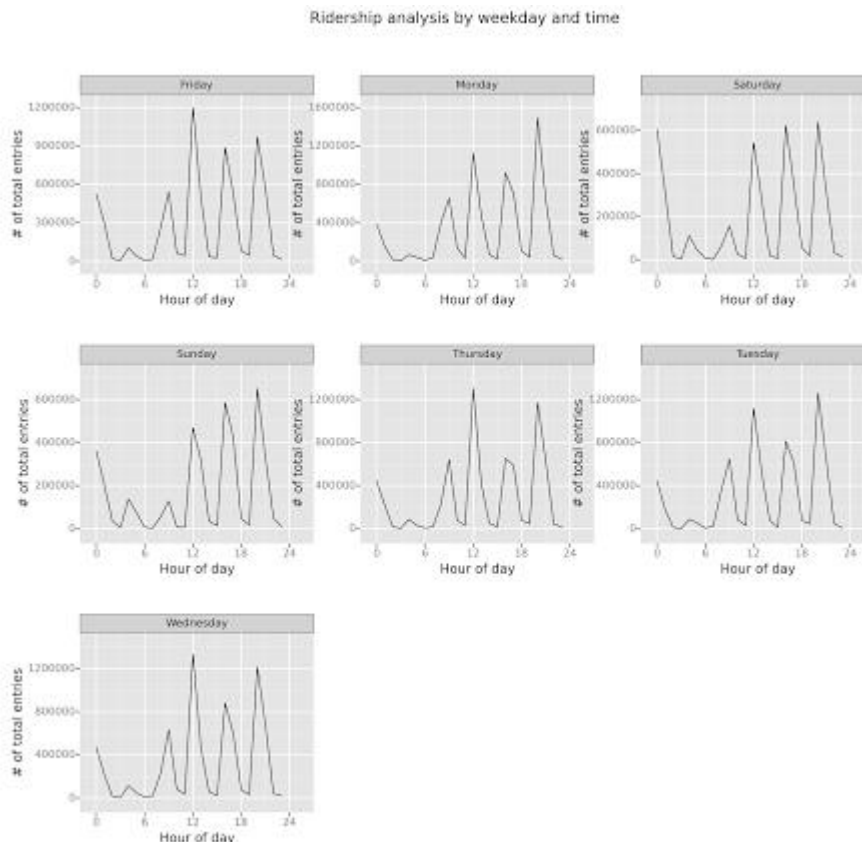 Ridership analysis by weekday and time
Friday
Monday
Saturday
1200000
900000
600000
300000
0
# of total entries
0 6 12 18 24
Hour of day
1600000
1200000
800000
400000
0
# of total entries
0 6 12 18 24
Hour of day
600000
400000
200000
0
# of total entries
0 6 12 18 24
Hour of day
Sunday
Thursday
Tuesday
600000
400000
200000
0
# of total entries
0 6 12 18 24
Hour of day
1200000
800000
400000
0
# of total entries
0 6 12 18 24
Hour of day
1200000
800000
400000
0
# of total entries
0 6 12 18 24
Hour of day
Wednesday
1200000
800000
400000
0
# of total entries
0 6 12 18 24
Hour of day